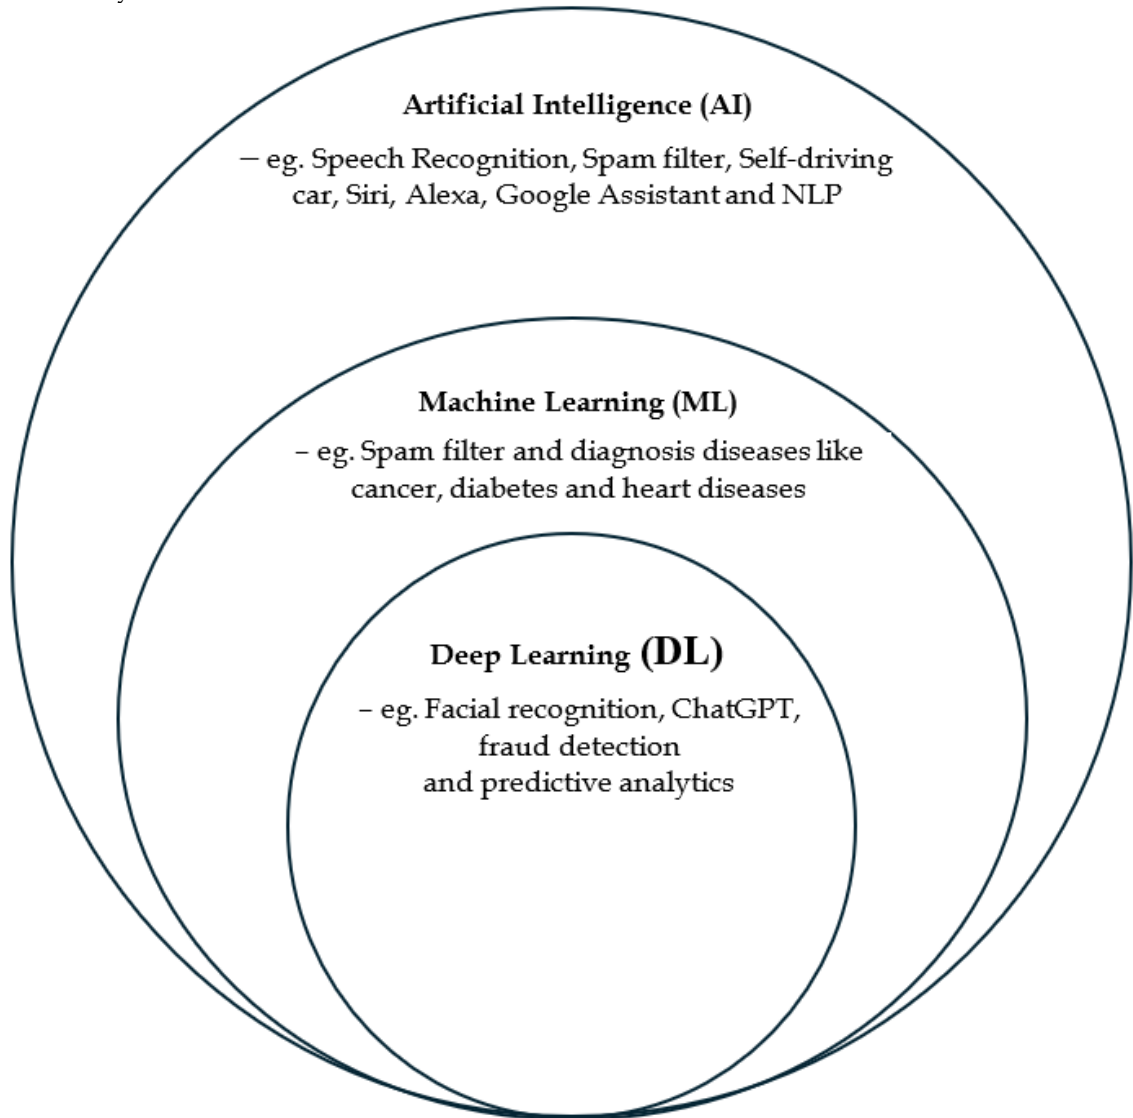 Artificial Intelligence (AI)
— eg. Speech Recognition, Spam filter, Self-driving
car, Siri, Alexa, Google Assistant and NLP
Machine Learning (ML)
– eg. Spam filter and diagnosis diseases like
cancer, diabetes and heart diseases
Deep Learning (DL)
– eg. Facial recognition, ChatGPT,
fraud detection
and predictive analytics